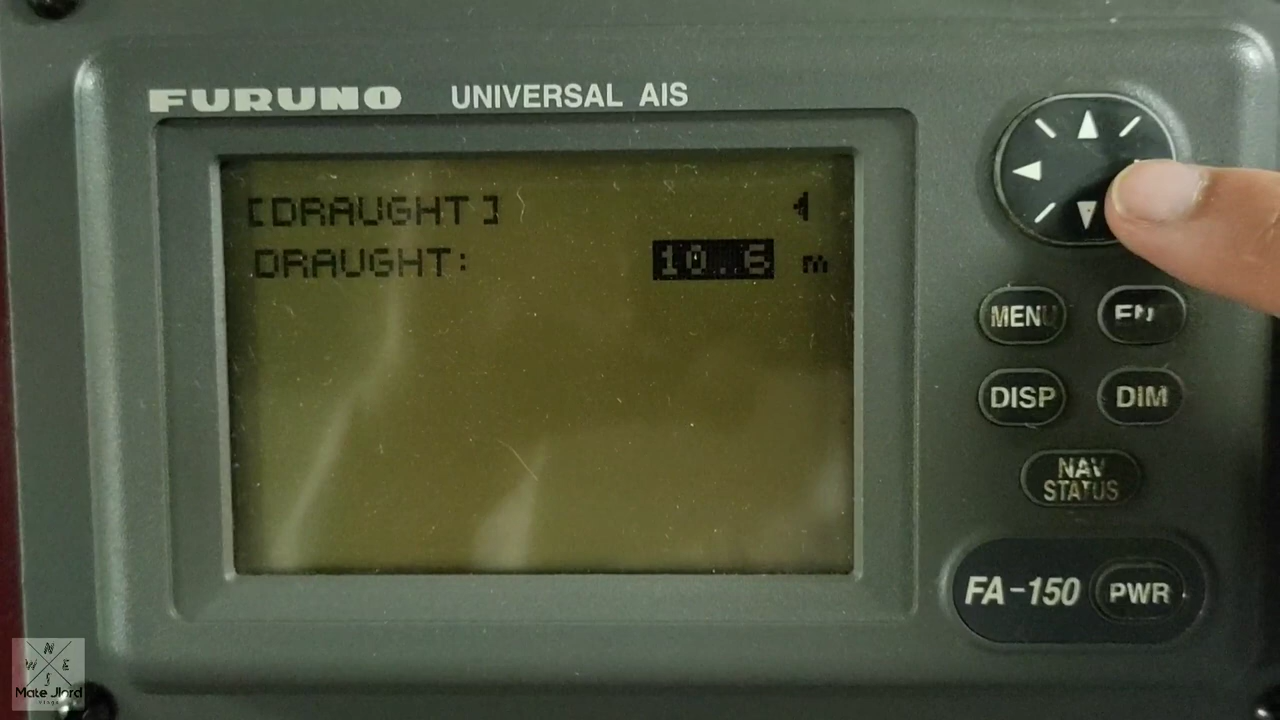 FURUNO UNIVERSAL AIS
[DRAUGHT]
DRAUGHT: 10.6 m
MENU
DISP DIM
NAV
STATUS
FA-150 PWR
N
W E
S
Mate Jlord